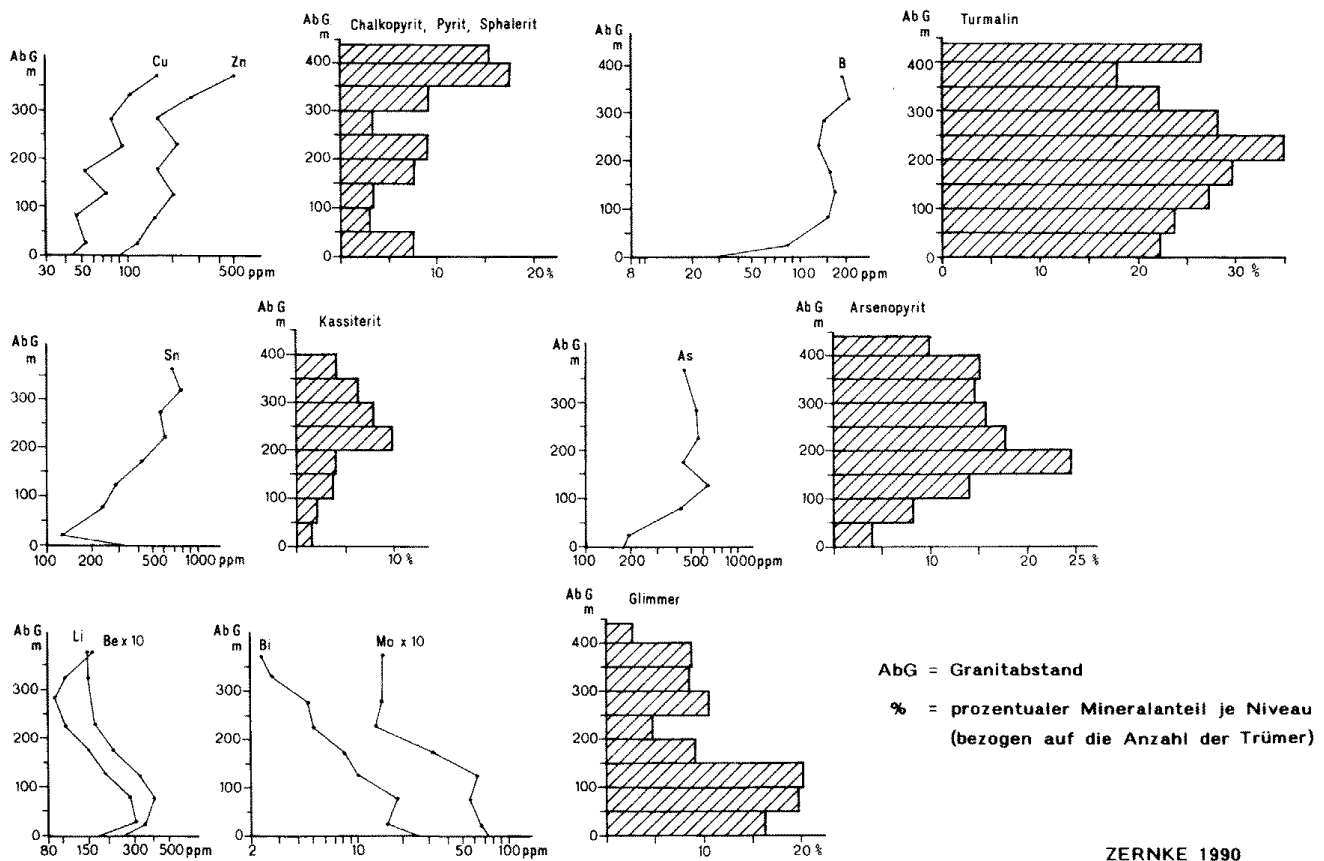 AbG
m
Cu
Zn
400
300
200
100
0
30
50
100
200
500 ppm
AbG
m
Chalkopyrit, Pyrit, Sphalerit
400
300
200
100
0
10
20%
AbG
m
B
400
300
200
100
0
8
20
50
100
200 ppm
AbG
m
Turmalin
400
300
200
100
0
0
10
20
30 %
AbG
m
Sn
300
200
100
0
100
200
500
1000 ppm
AbG
m
Kassiterit
400
300
200
100
0
10 %
AbG
m
As
300
200
100
0
100
200
500
1000 ppm
AbG
m
Arsenopyrit
400
300
200
100
0
10
20
25 %
AbG
m
Li
Be x 10
300
200
100
0
80
150
300
500 ppm
AbG
m
Bi
Mo x 10
300
200
100
0
2
5
10
50
100 ppm
AbG
m
Glimmer
400
300
200
100
0
10
20 %
AbG = Granitabstand
% = prozentualer Mineralanteil je Niveau
(bezogen auf die Anzahl der Trümer)
ZERNKE 1990